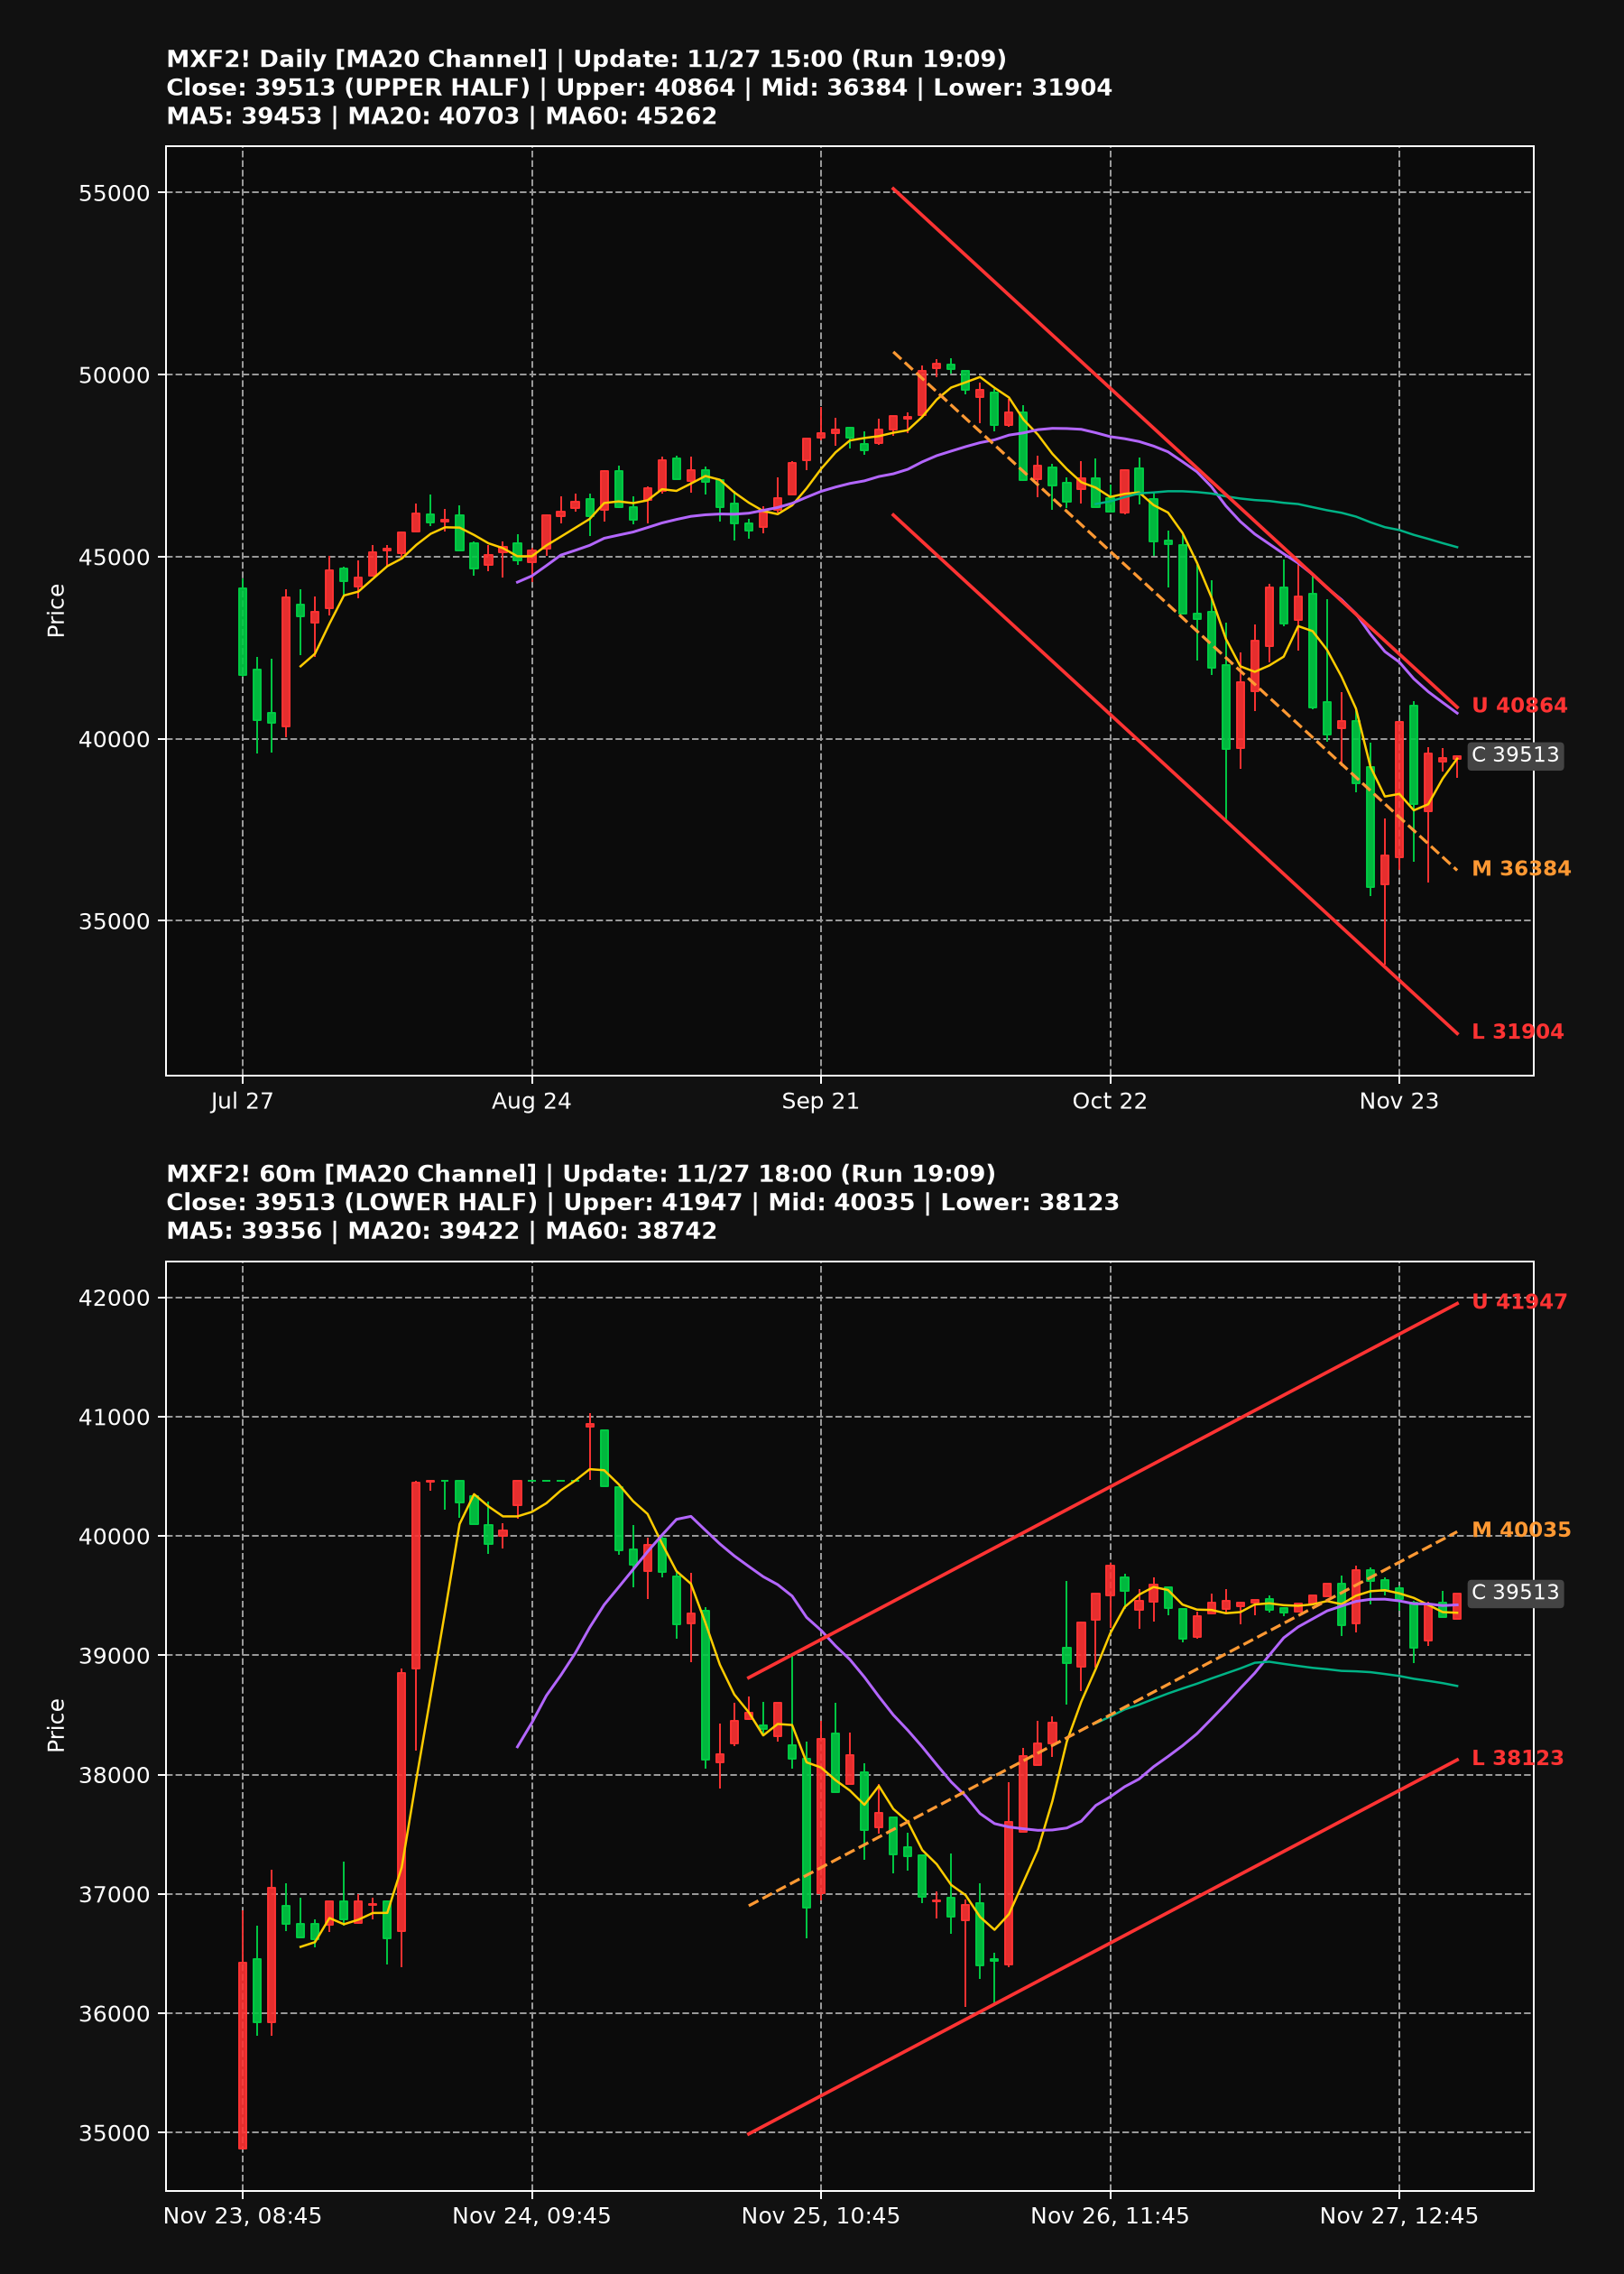 MXF2! Daily [MA20 Channel] | Update: 11/27 15:00 (Run 19:09)
Close: 39513 (UPPER HALF) | Upper: 40864 | Mid: 36384 | Lower: 31904
MA5: 39453 | MA20: 40703 | MA60: 45262
55000
50000
45000
40000
35000
Price
U 40864
C 39513
M 36384
L 31904
Jul 27
Aug 24
Sep 21
Oct 22
Nov 23
MXF2! 60m [MA20 Channel] | Update: 11/27 18:00 (Run 19:09)
Close: 39513 (LOWER HALF) | Upper: 41947 | Mid: 40035 | Lower: 38123
MA5: 39356 | MA20: 39422 | MA60: 38742
42000
41000
40000
39000
38000
37000
36000
35000
Price
U 41947
M 40035
C 39513
L 38123
Nov 23, 08:45
Nov 24, 09:45
Nov 25, 10:45
Nov 26, 11:45
Nov 27, 12:45